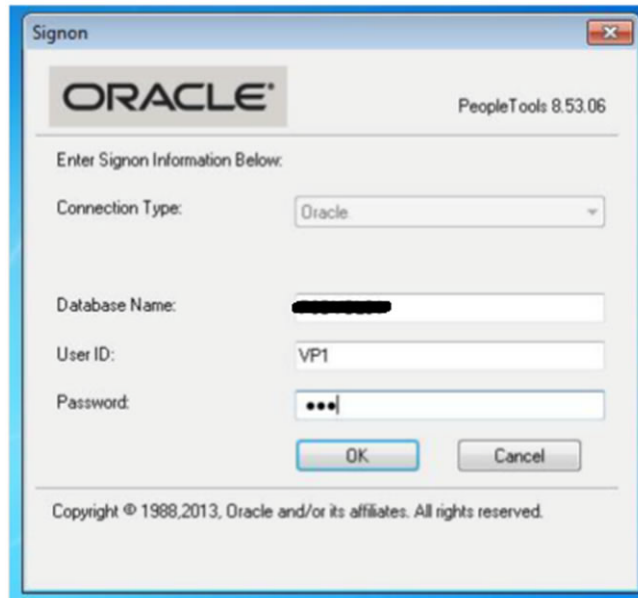 Signon
ORACLE®
PeopleTools 8.53.06
Enter Signon Information Below:
Connection Type:
Oracle
Database Name:
User ID:
VP1
Password:
●●●
OK
Cancel
Copyright © 1988,2013, Oracle and/or its affiliates. All rights reserved.